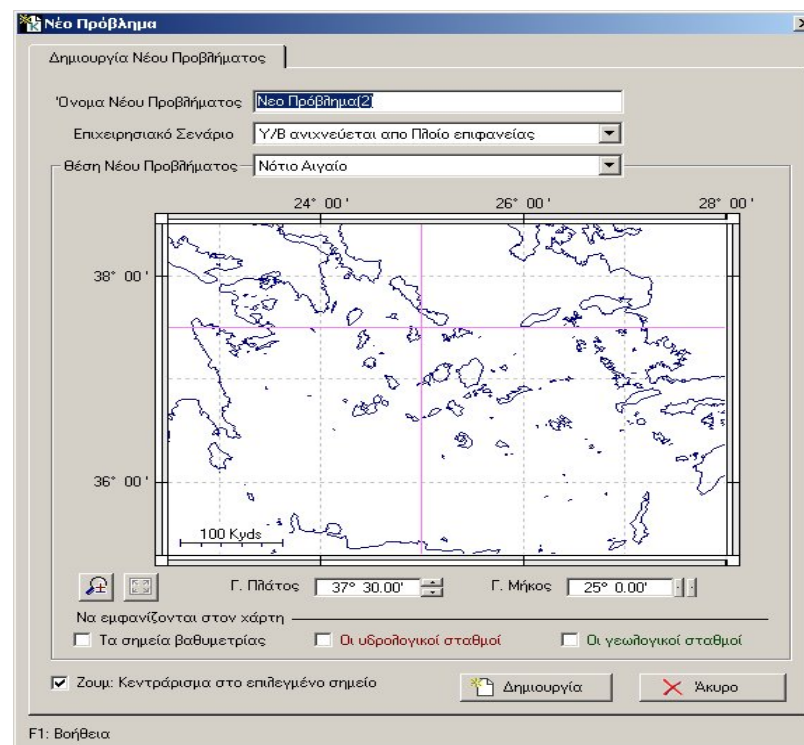 Νέο Πρόβλημα
Δημιουργία Νέου Προβλήματος
Όνομα Νέου Προβλήματος Νεο Πρόβλημα(2)
Επιχειρησιακό Σενάριο Υ/Β ανιχνεύεται απο Πλοίο επιφανείας
Θέση Νέου Προβλήματος Νότιο Αιγαίο
24° 00' 26° 00' 28° 00'
38° 00'
36° 00'
100 Kyds
Γ. Πλάτος 37° 30.00' Γ. Μήκος 25° 0.00'
Να εμφανίζονται στον χάρτη
Τα σημεία βαθυμετρίας Οι υδρολογικοί σταθμοί Οι γεωλογικοί σταθμοί
Ζουμ: Κεντράρισμα στο επιλεγμένο σημείο Δημιουργία Άκυρο
F1: Βοήθεια